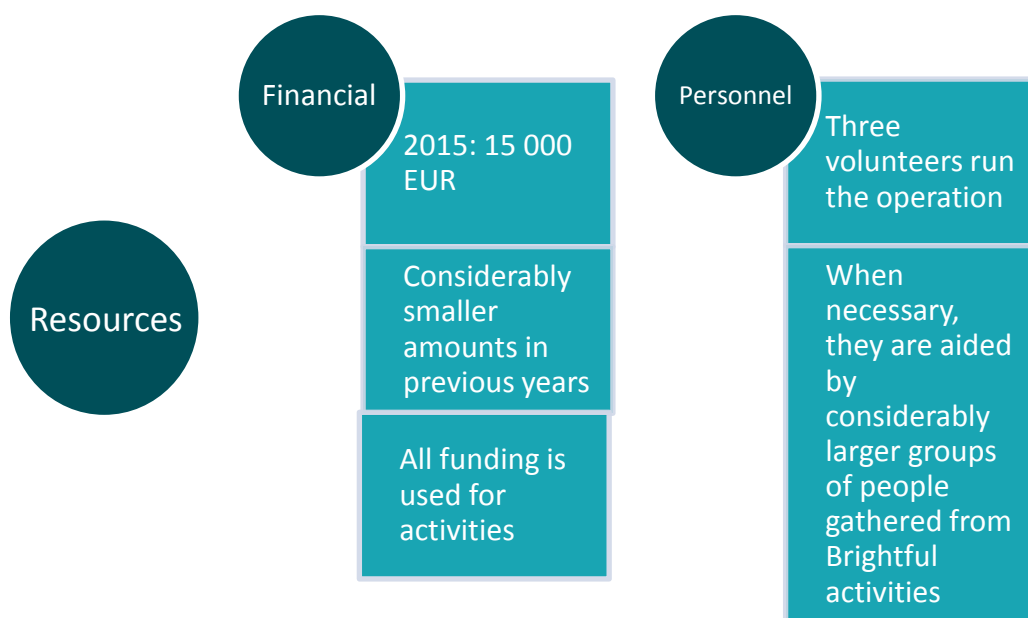 Resources
Financial
2015: 15 000
EUR
Considerably
smaller
amounts in
previous years
All funding is
used for
activities
Personnel
Three
volunteers run
the operation
When
necessary,
they are aided
by
considerably
larger groups
of people
gathered from
Brightful
activities